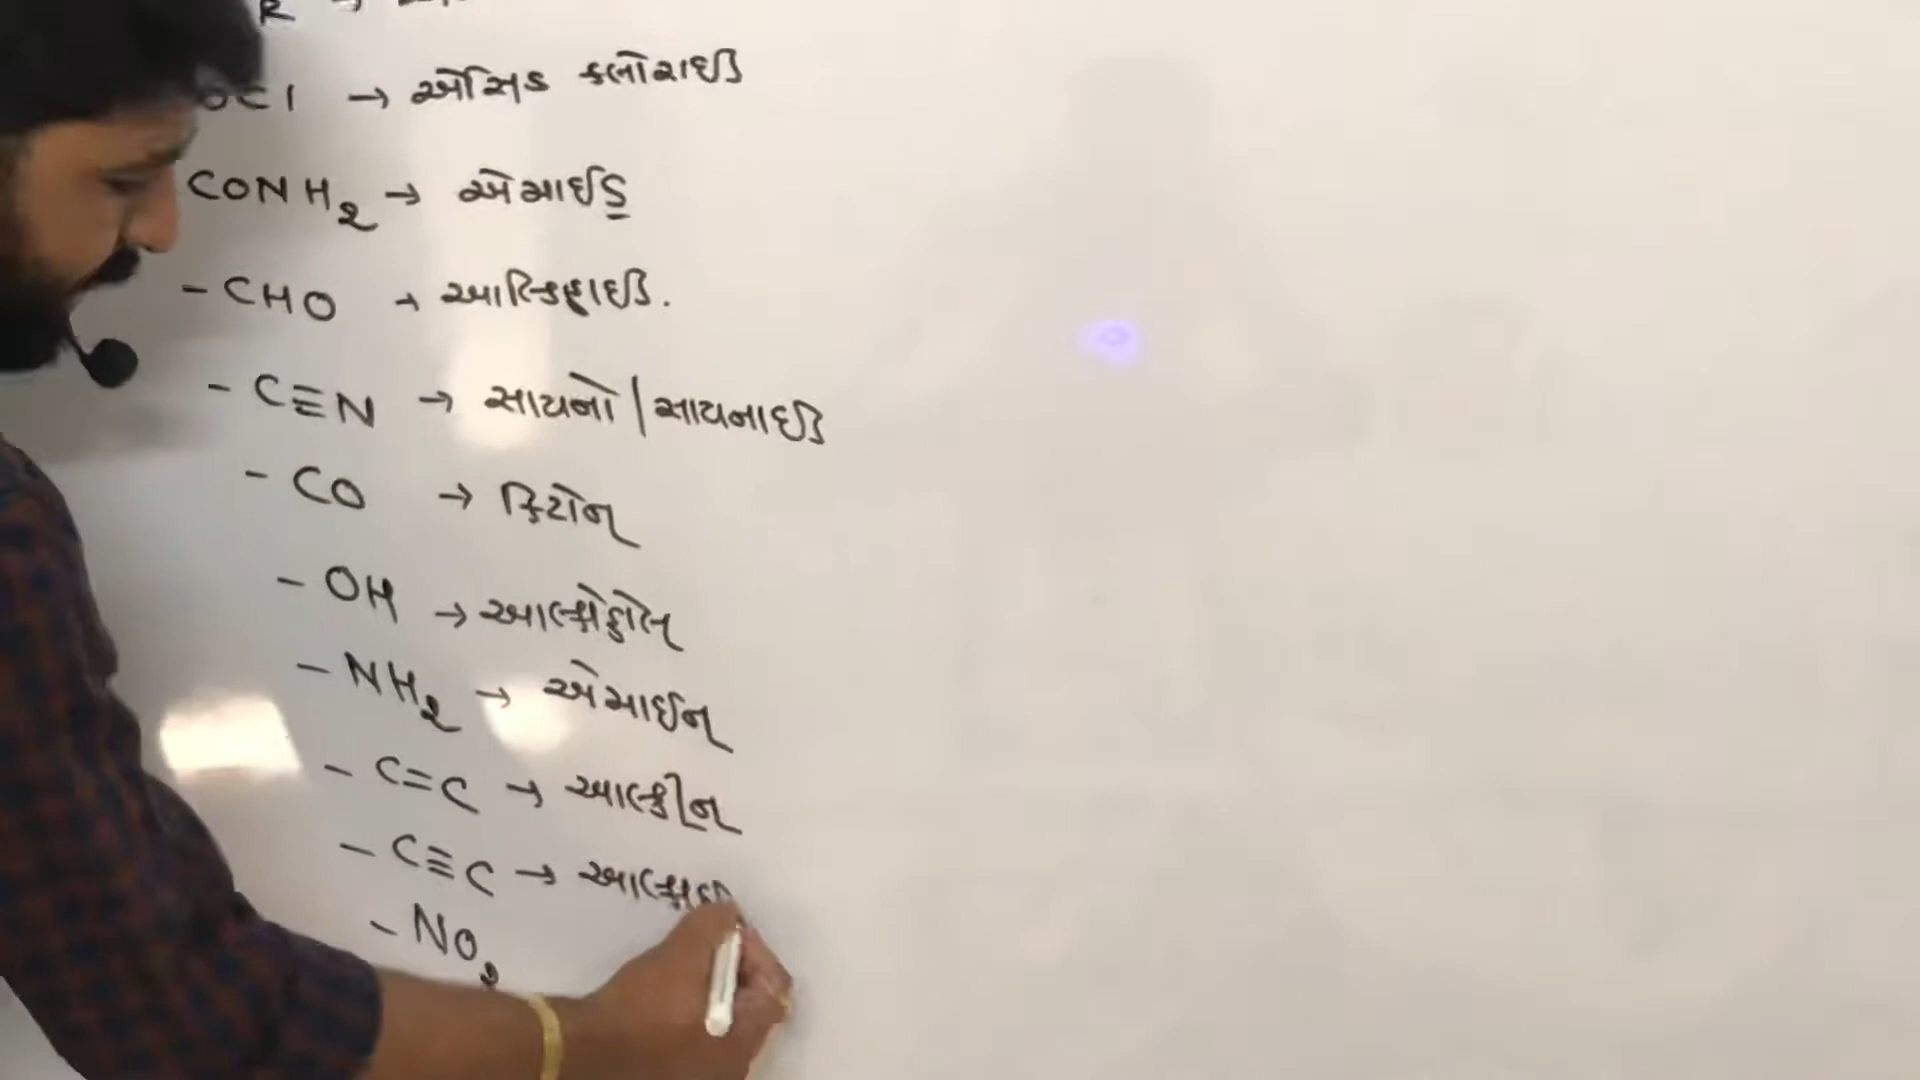 OCl → એસિડ ક્લોરાઈડ
CONH₂ → એમાઈડ
- CHO → આલ્ડિહાઈડ.
- C≡N → સાયનો | સાયનાઈડ
- CO → કિટોન્
- OH → આલ્કોહોલ્
- NH₂ → એમાઈન્
- C=C → આલ્કીન્
- C≡C → આલ્કાઈ
- NO₂